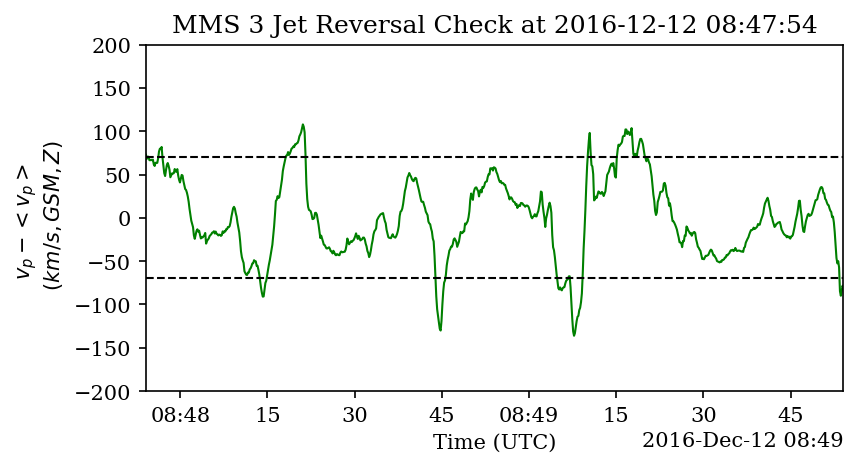 MMS 3 Jet Reversal Check at 2016-12-12 08:47:54
200
150
100
50
0
−50
−100
−150
−200
v_p − < v_p >
(km/s, GSM, Z)
08:48 15 30 45 08:49 15 30 45
Time (UTC)
2016-Dec-12 08:49